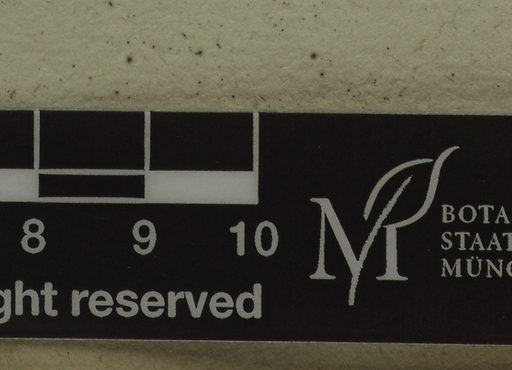 8 9 10
ght reserved
M
BOTA
STAAT
MÜNC